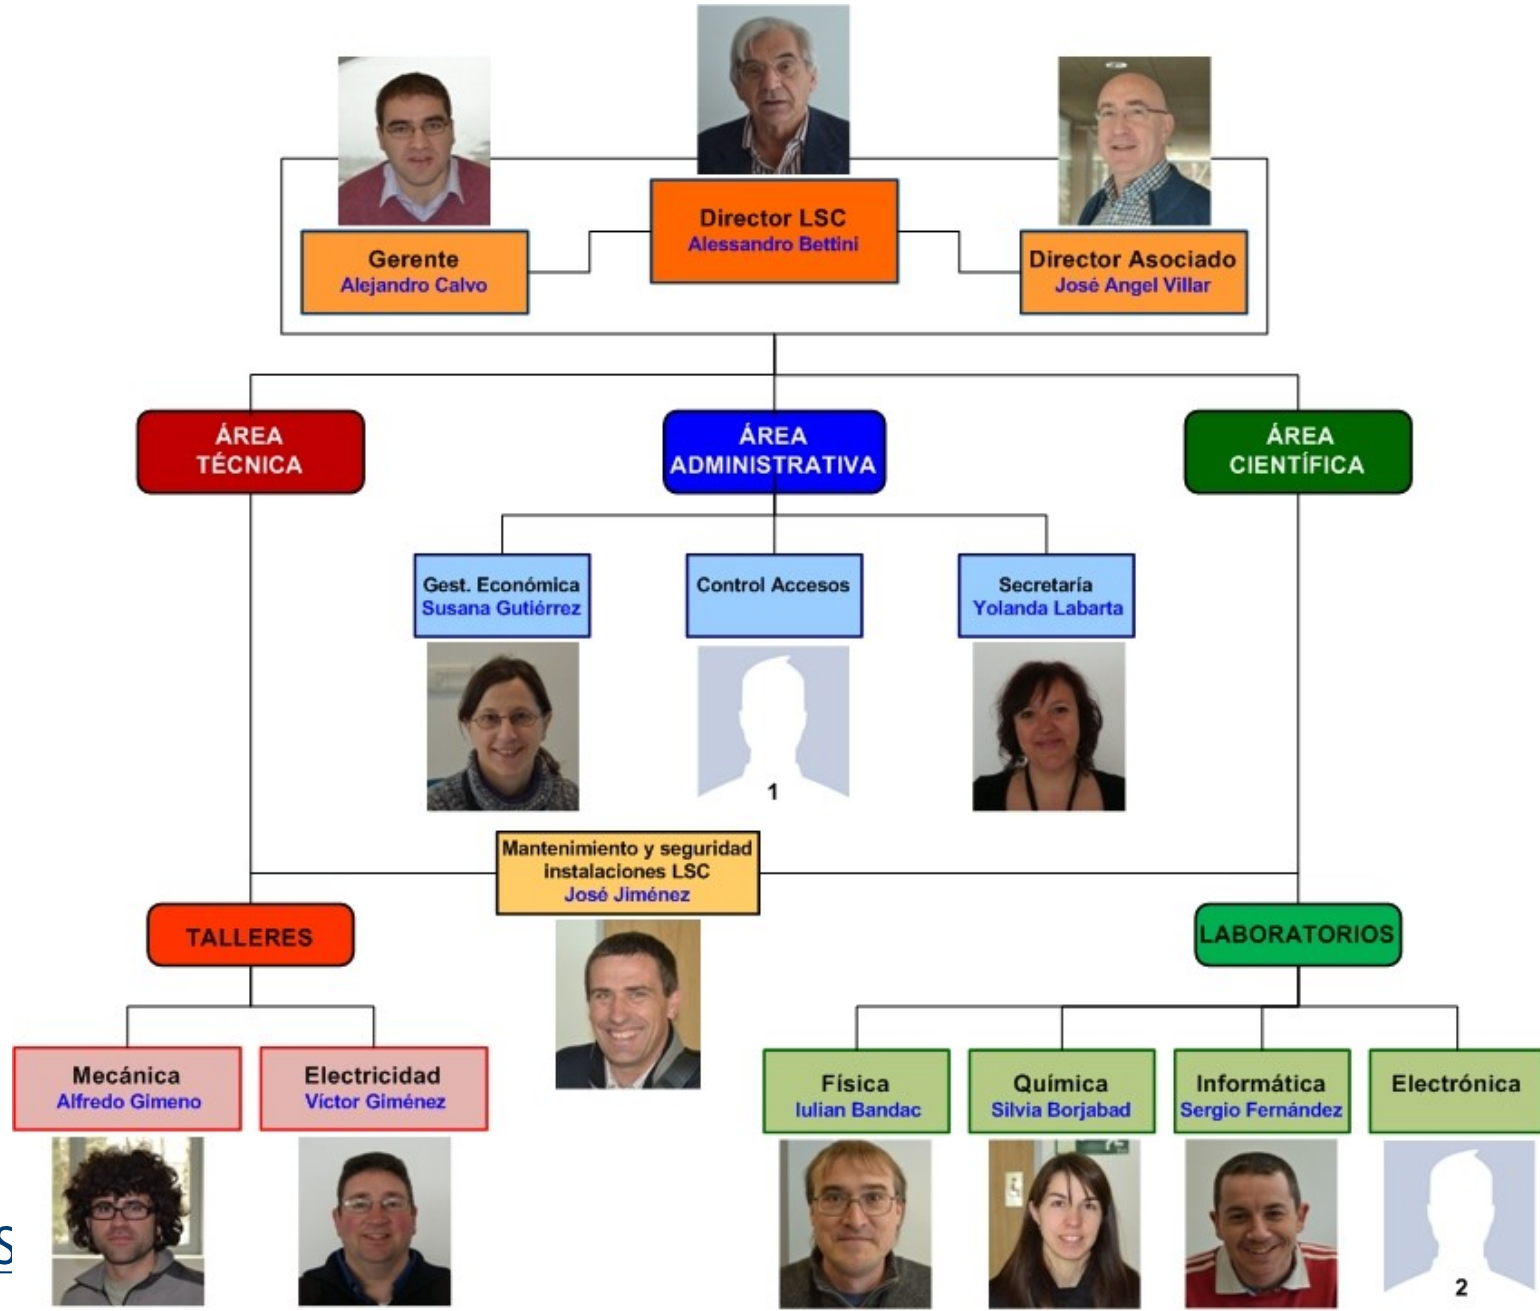 Director LSC
Alessandro Bettini
Gerente
Alejandro Calvo
Director Asociado
José Angel Villar
ÁREA
TÉCNICA
ÁREA
ADMINISTRATIVA
ÁREA
CIENTÍFICA
Gest. Económica
Susana Gutiérrez
Control Accesos
Secretaría
Yolanda Labarta
1
Mantenimiento y seguridad
instalaciones LSC
José Jiménez
TALLERES
LABORATORIOS
Mecánica
Alfredo Gimeno
Electricidad
Víctor Giménez
Física
Iulian Bandac
Química
Silvia Borjabad
Informática
Sergio Fernández
Electrónica
2
S